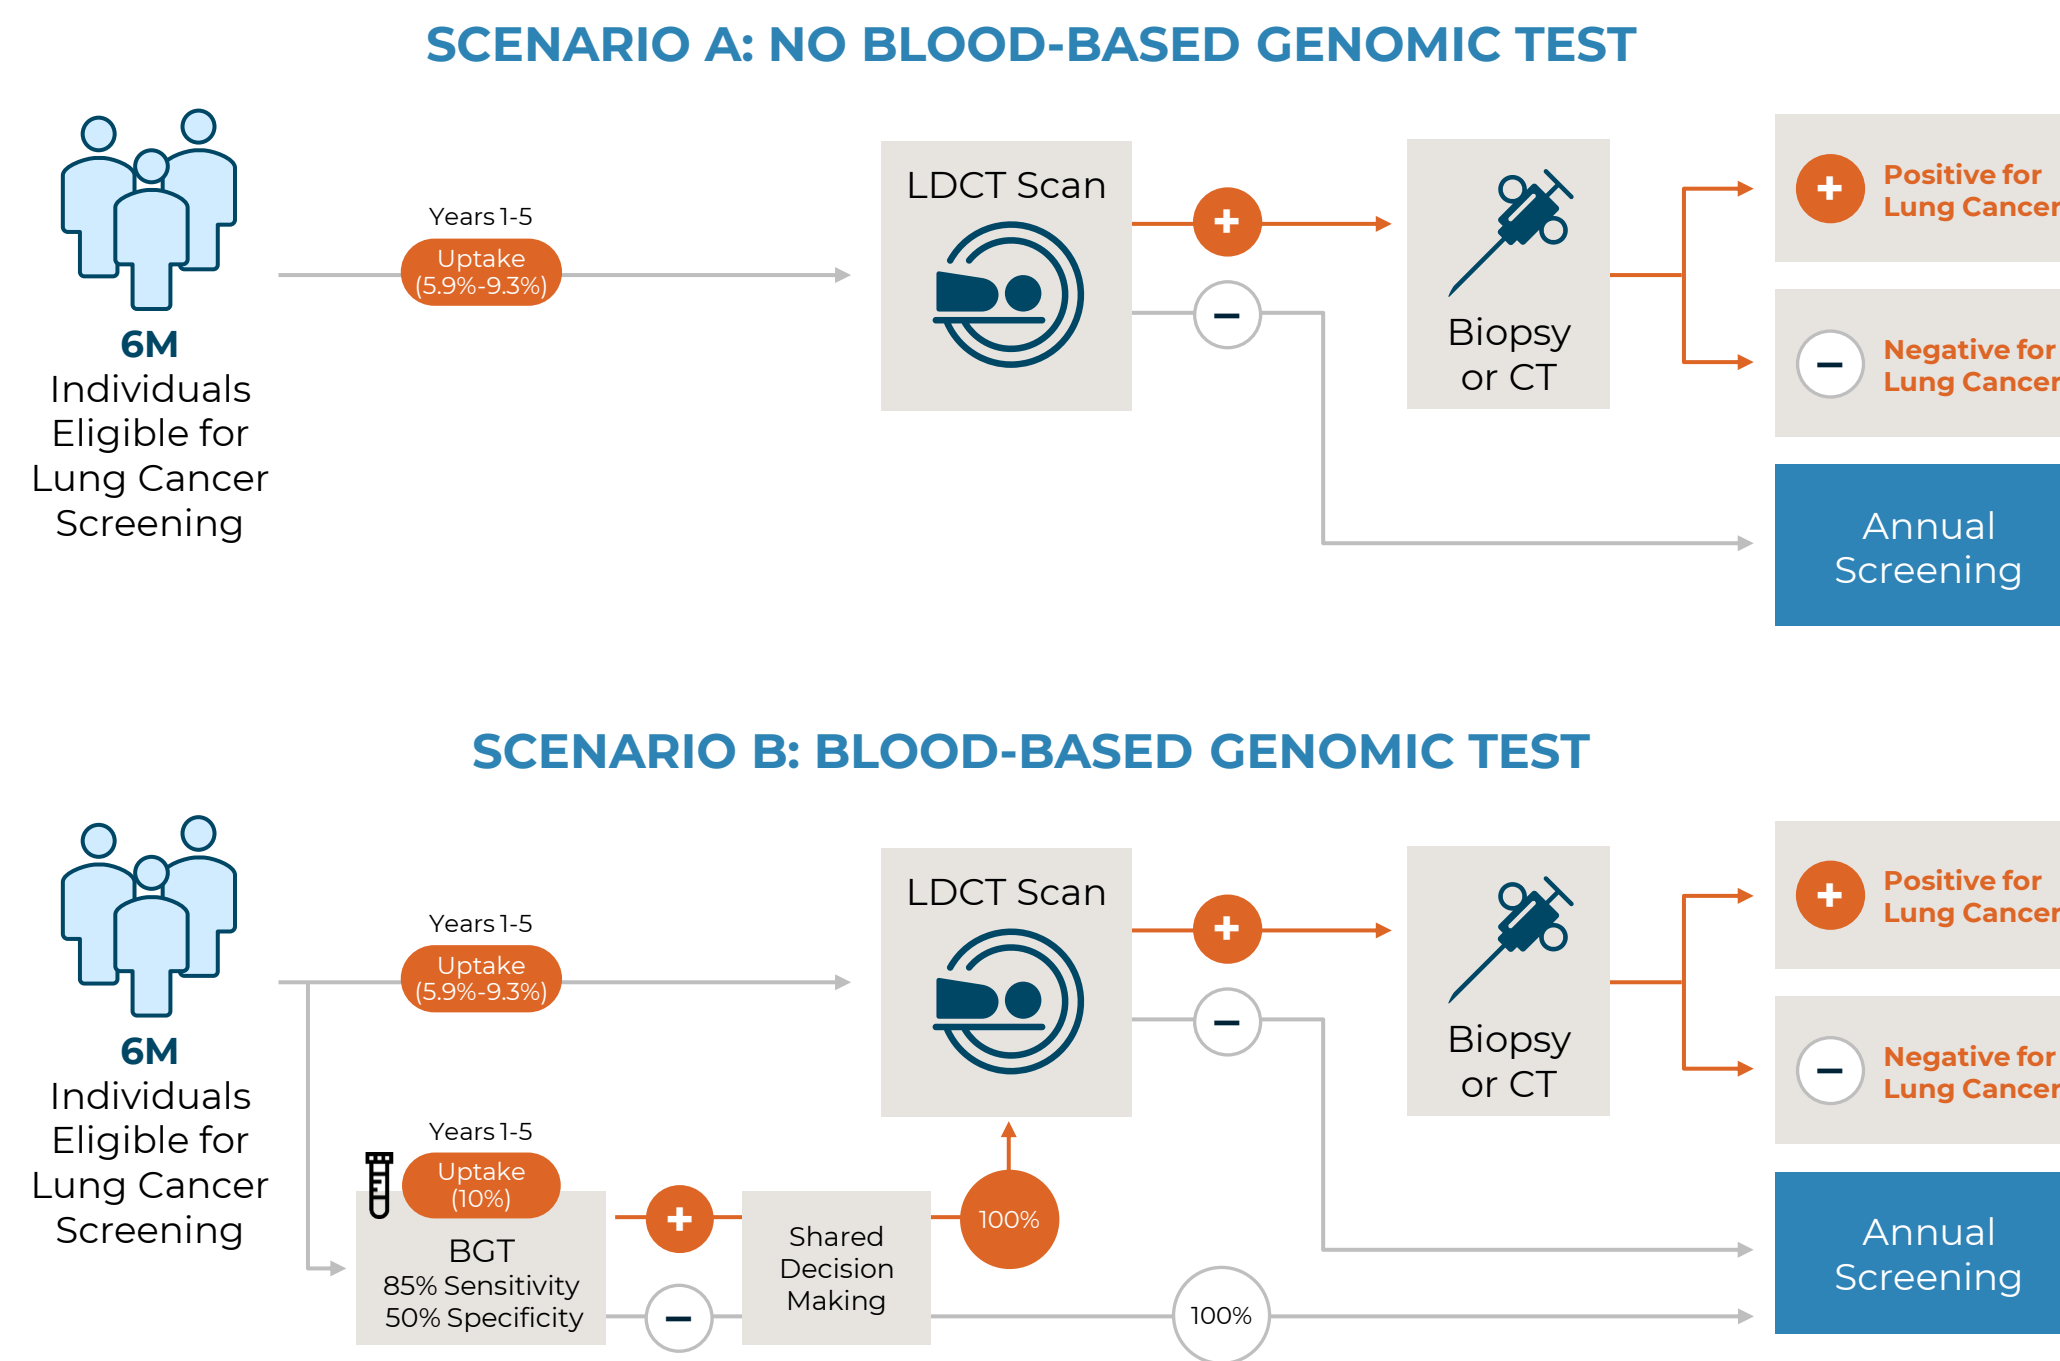 SCENARIO A: NO BLOOD-BASED GENOMIC TEST
6M
Individuals
Eligible for
Lung Cancer
Screening
Years 1-5
Uptake
(5.9%-9.3%)
LDCT Scan
+
−
Biopsy
or CT
+
Positive for
Lung Cancer
−
Negative for
Lung Cancer
Annual
Screening
SCENARIO B: BLOOD-BASED GENOMIC TEST
6M
Individuals
Eligible for
Lung Cancer
Screening
Years 1-5
Uptake
(5.9%-9.3%)
Years 1-5
Uptake
(10%)
BGT
85% Sensitivity
50% Specificity
+
−
Shared
Decision
Making
100%
100%
LDCT Scan
+
−
Biopsy
or CT
+
Positive for
Lung Cancer
−
Negative for
Lung Cancer
Annual
Screening